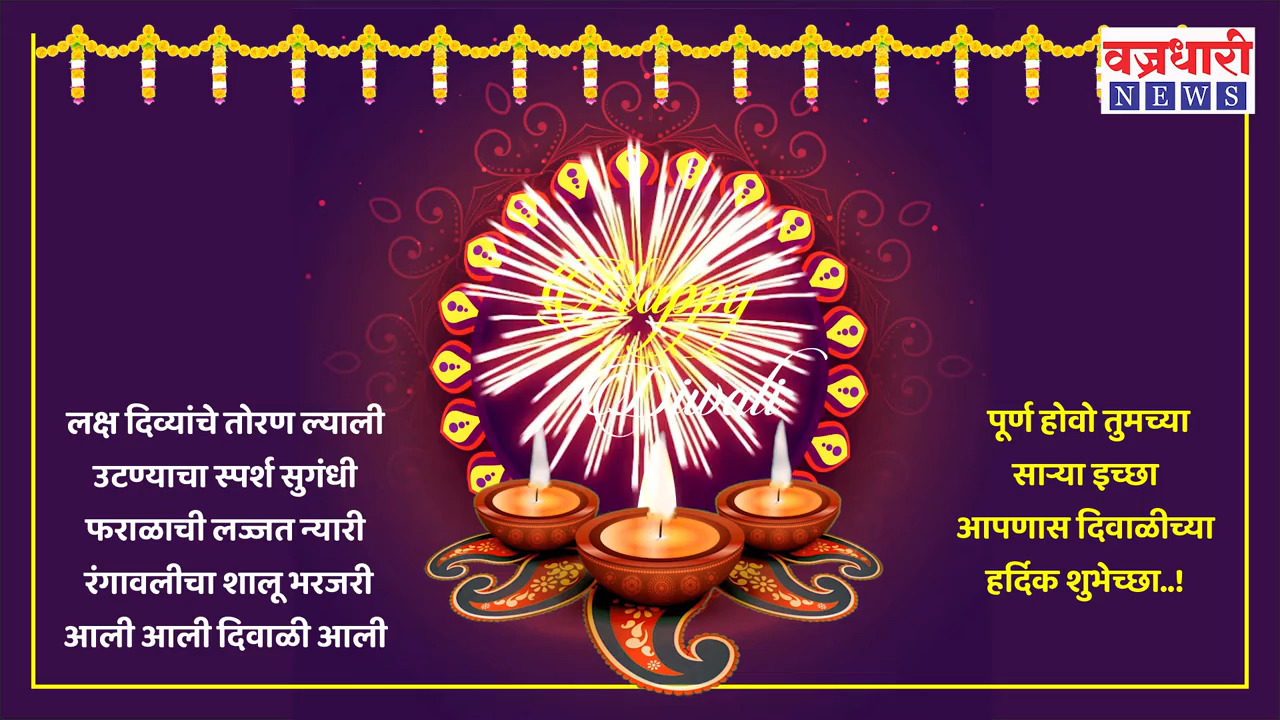 वज्रधारी
NEWS
Happy
Diwali
लक्ष दिव्यांचे तोरण ल्याली
उटण्याचा स्पर्श सुगंधी
फराळाची लज्जत न्यारी
रंगावलीचा शालू भरजरी
आली आली दिवाळी आली
पूर्ण होवो तुमच्या
साऱ्या इच्छा
आपणास दिवाळीच्या
हर्दिक शुभेच्छा..!